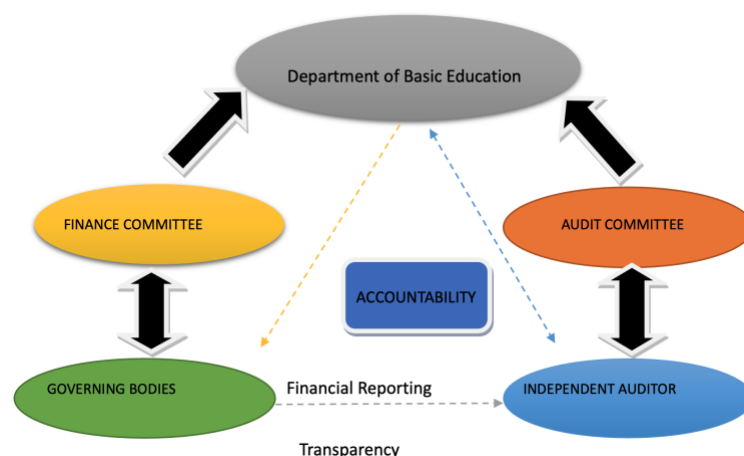 Department of Basic Education
FINANCE COMMITTEE
AUDIT COMMITTEE
ACCOUNTABILITY
GOVERNING BODIES
Financial Reporting
INDEPENDENT AUDITOR
Transparency